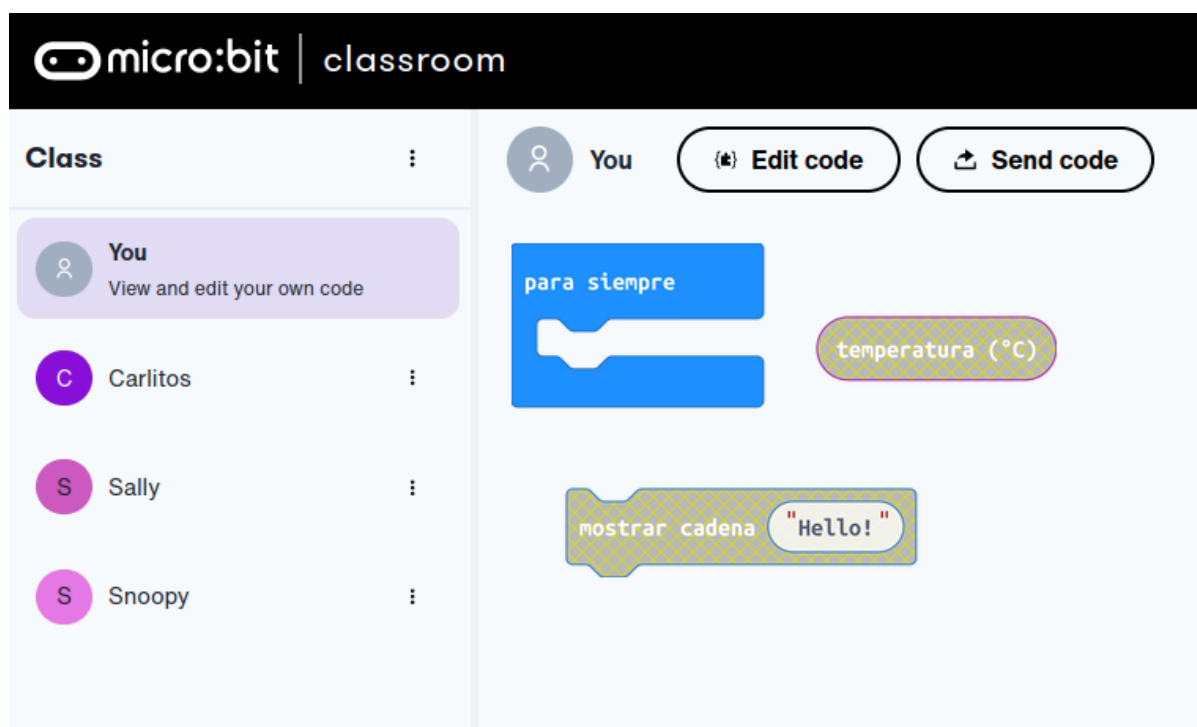 micro:bit | classroom
Class
You
Edit code
Send code
You
View and edit your own code
C Carlitos
S Sally
S Snoopy
para siempre
temperatura (°C)
mostrar cadena "Hello!"